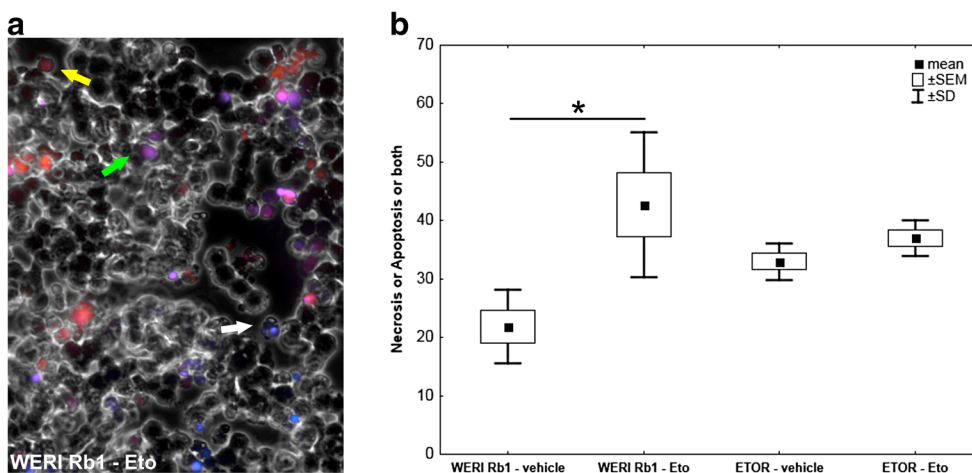 a
WERI Rb1 - Eto
b
Necrosis or Apoptosis or both
70
60
50
40
30
20
10
0
*
mean
±SEM
±SD
WERI Rb1 - vehicle
WERI Rb1 - Eto
ETOR - vehicle
ETOR - Eto